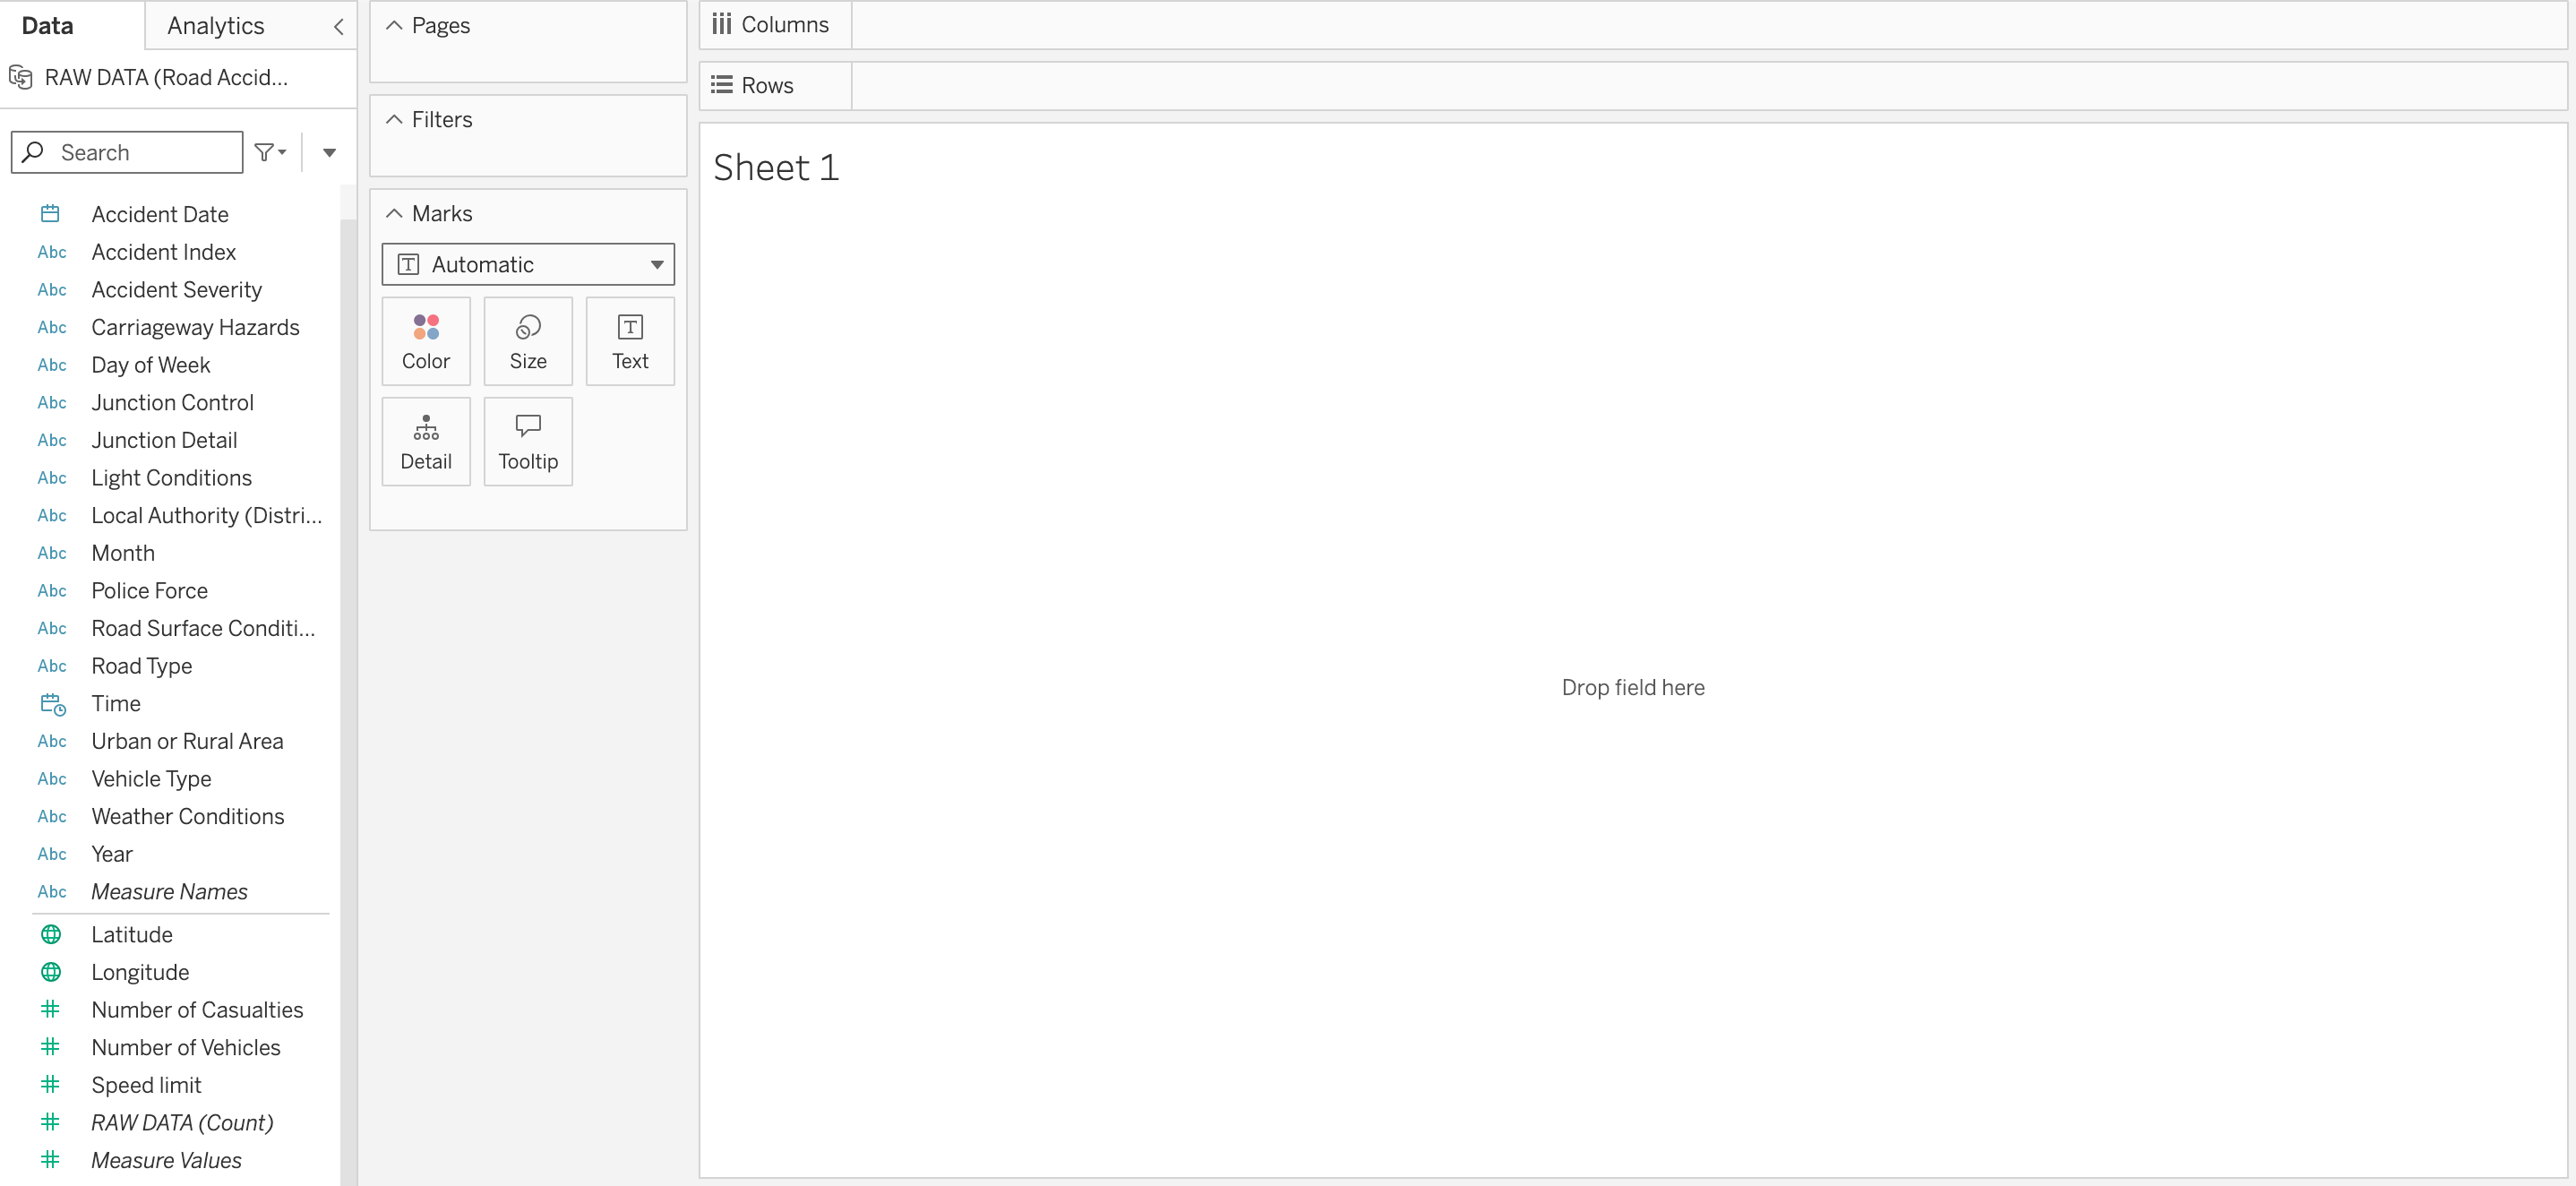 Data
Analytics
RAW DATA (Road Accid...
Search
Abc
Accident Date
Abc Accident Index
Abc Accident Severity
Abc Carriageway Hazards
Abc Day of Week
Abc Junction Control
Abc Junction Detail
Abc Light Conditions
Abc Local Authority (Distri...
Abc Month
Abc Police Force
Abc Road Surface Conditi...
Abc Road Type
Time
Abc Urban or Rural Area
Abc Vehicle Type
Abc Weather Conditions
Abc Year
Abc Measure Names
Latitude
Longitude
# Number of Casualties
# Number of Vehicles
# Speed limit
# RAW DATA (Count)
# Measure Values
Pages
Filters
Marks
T Automatic
Color
Size
T
Text
Detail
Tooltip
Columns
Rows
Sheet 1
Drop field here